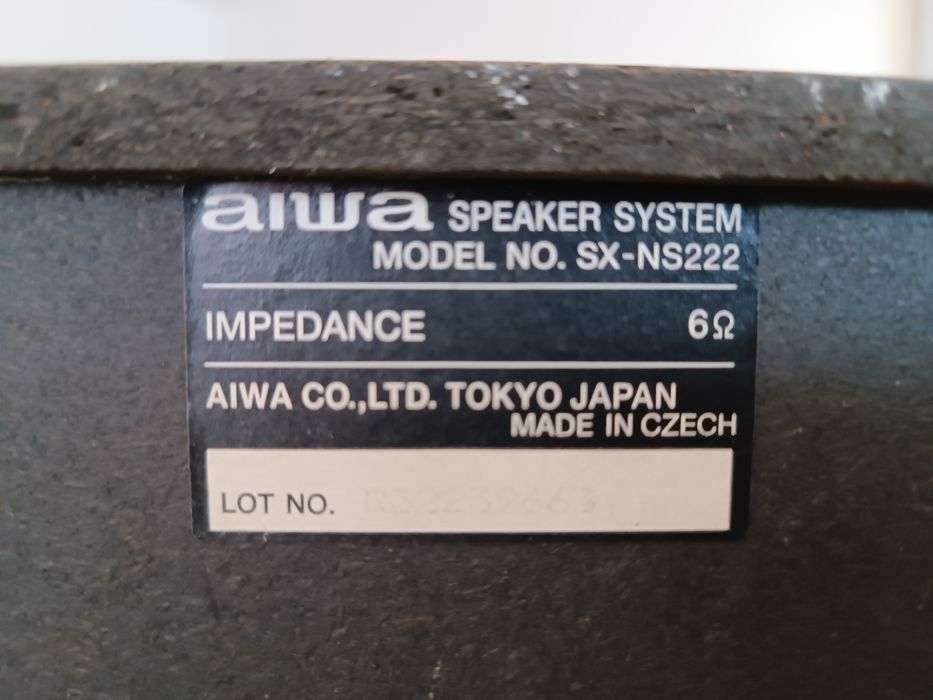 aiwa SPEAKER SYSTEM
MODEL NO. SX-NS222
IMPEDANCE 6Ω
AIWA CO.,LTD. TOKYO JAPAN
MADE IN CZECH
LOT NO.